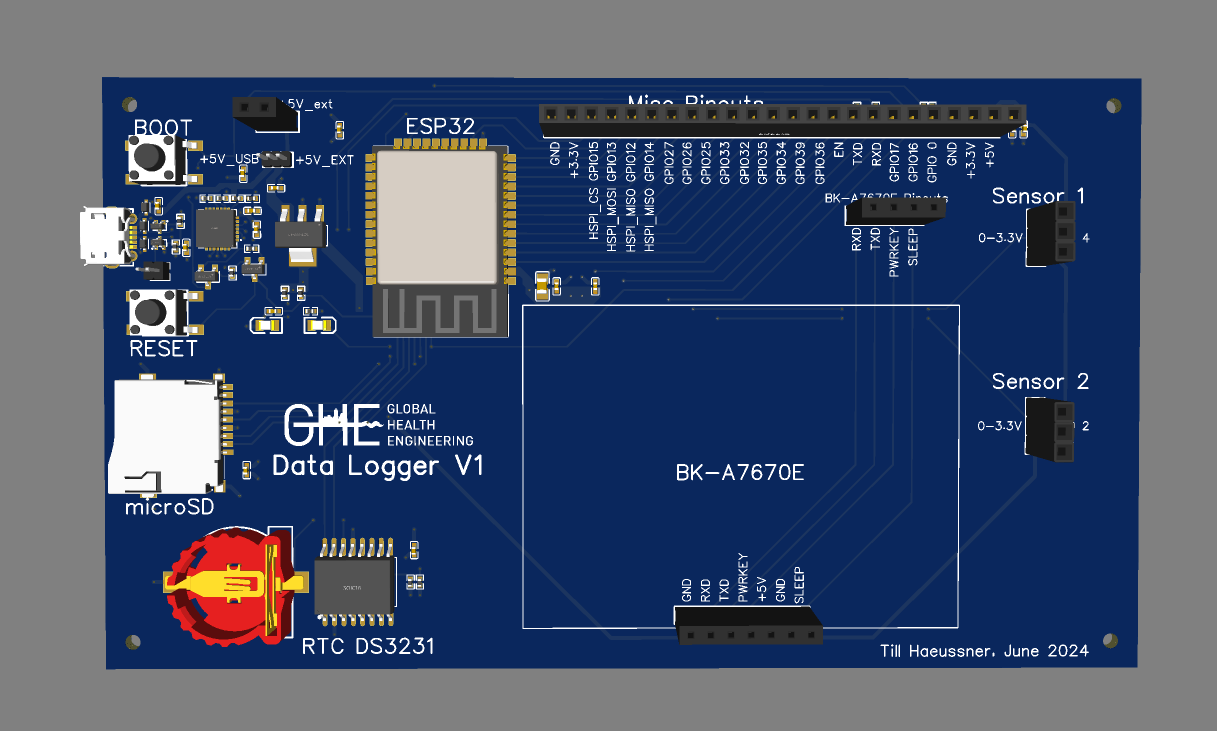 +5V_ext
Misc Pinouts
BOOT
ESP32
+5V_USB
+5V_EXT
GND
+3.3V
HSPI_CS GPIO15
HSPI_MOSI GPIO13
HSPI_MISO GPIO12
HSPI_MISO GPIO14
GPIO27
GPIO26
GPIO25
GPIO33
GPIO32
GPIO35
GPIO34
GPIO39
GPIO36
EN
TXD
RXD
GPIO17
GPIO16
GPIO 0
GND
+3.3V
+5V
BK-A7670E Pinouts
RXD
TXD
PWRKEY
SLEEP
Sensor 1
0-3.3V
4
RESET
Sensor 2
0-3.3V
2
GHE GLOBAL
HEALTH
ENGINEERING
Data Logger V1
BK-A7670E
microSD
GND
RXD
TXD
PWRKEY
+5V
GND
SLEEP
RTC DS3231
Till Haeussner, June 2024